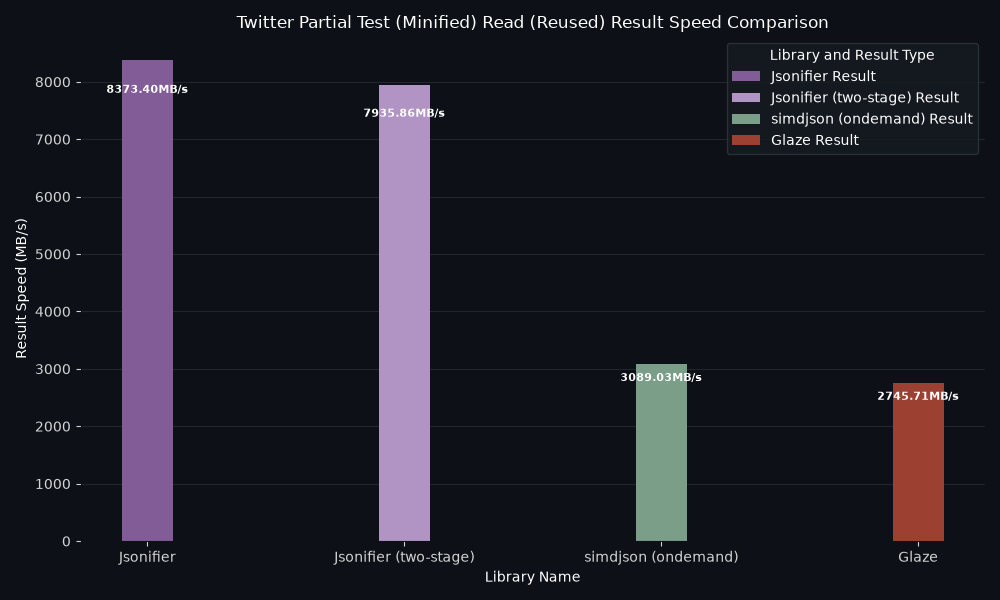 Twitter Partial Test (Minified) Read (Reused) Result Speed Comparison
Library and Result Type
Jsonifier Result
Jsonifier (two-stage) Result
simdjson (ondemand) Result
Glaze Result
Result Speed (MB/s)
8000
7000
6000
5000
4000
3000
2000
1000
0
8373.40MB/s
7935.86MB/s
3089.03MB/s
2745.71MB/s
Jsonifier
Jsonifier (two-stage)
simdjson (ondemand)
Glaze
Library Name